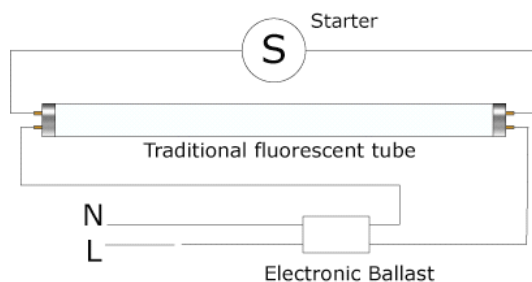 Starter
S
Traditional fluorescent tube
N
L
Electronic Ballast